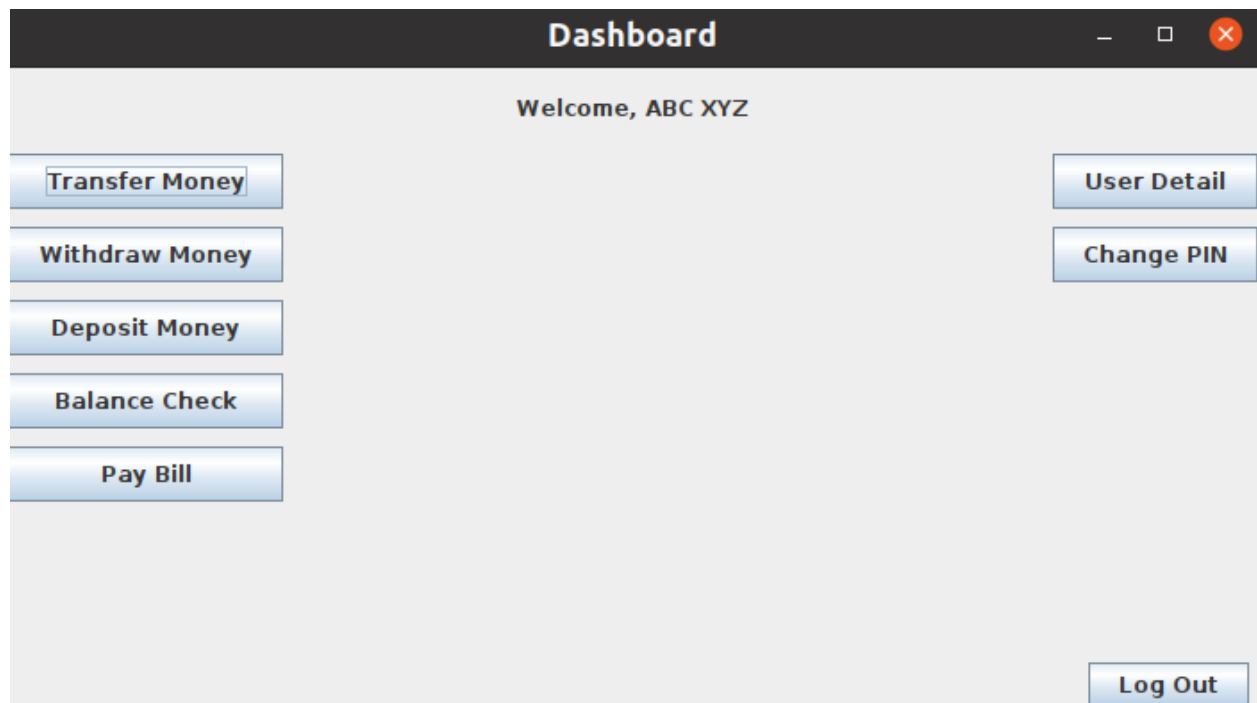 Dashboard
Welcome, ABC XYZ
Transfer Money
User Detail
Withdraw Money
Change PIN
Deposit Money
Balance Check
Pay Bill
Log Out